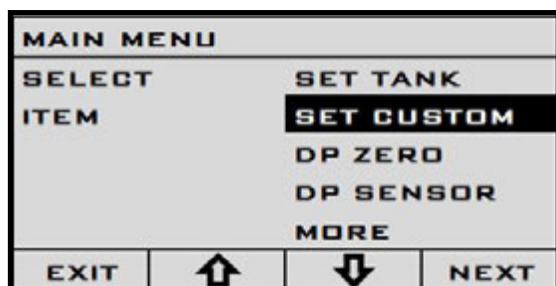 MAIN MENU
SELECT SET TANK
ITEM SET CUSTOM
DP ZERO
DP SENSOR
MORE
EXIT NEXT